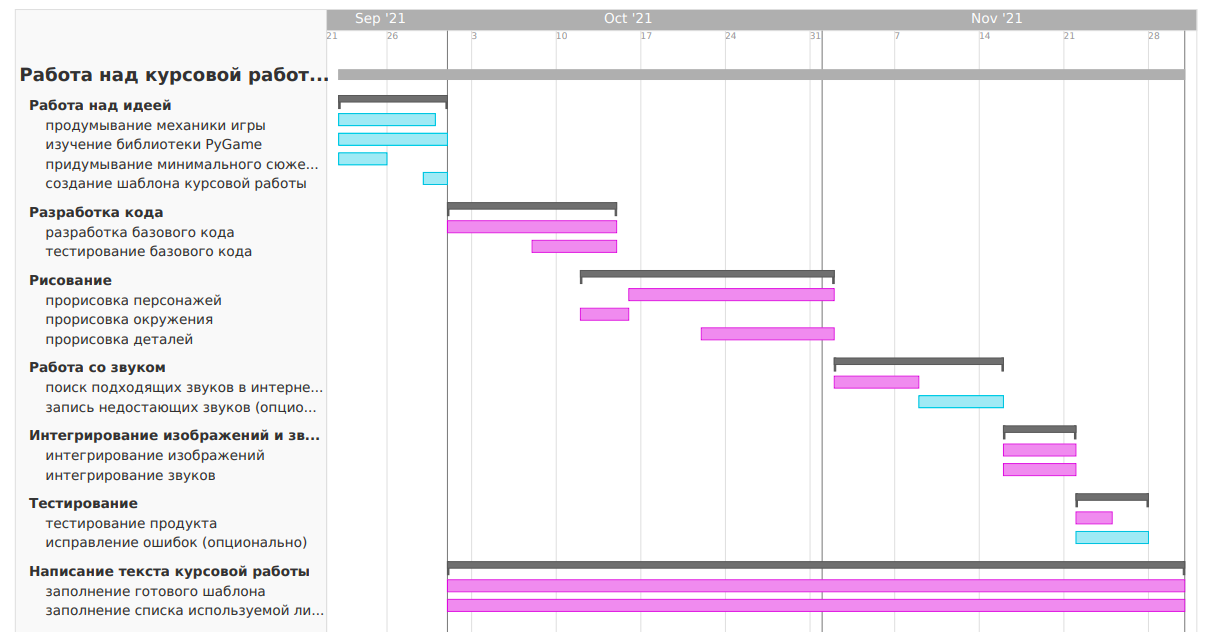 Sep '21 Oct '21 Nov '21
21 26 3 10 17 24 31 7 14 21 28
Работа над курсовой работ...
Работа над идеей
продумывание механики игры
изучение библиотеки PyGame
придумывание минимального сюже...
создание шаблона курсовой работы
Разработка кода
разработка базового кода
тестирование базового кода
Рисование
прорисовка персонажей
прорисовка окружения
прорисовка деталей
Работа со звуком
поиск подходящих звуков в интерне...
запись недостающих звуков (опцио...
Интегрирование изображений и зв...
интегрирование изображений
интегрирование звуков
Тестирование
тестирование продукта
исправление ошибок (опционально)
Написание текста курсовой работы
заполнение готового шаблона
заполнение списка используемой ли...